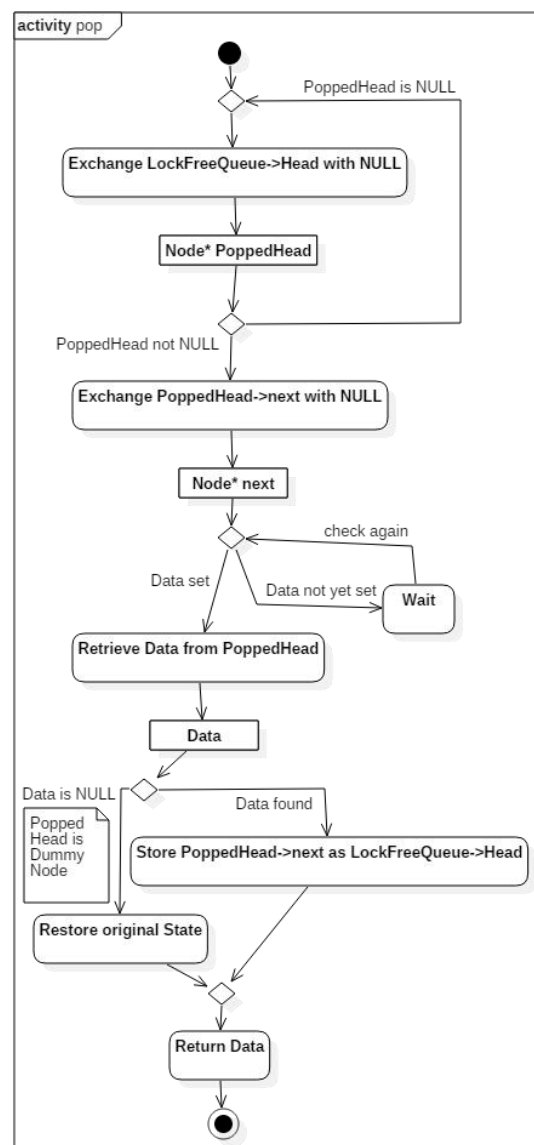 activity pop
PoppedHead is NULL
Exchange LockFreeQueue->Head with NULL
Node* PoppedHead
PoppedHead not NULL
Exchange PoppedHead->next with NULL
Node* next
check again
Data set
Data not yet set
Wait
Retrieve Data from PoppedHead
Data
Data is NULL
Data found
Popped
Head is
Dummy
Node
Store PoppedHead->next as LockFreeQueue->Head
Restore original State
Return Data